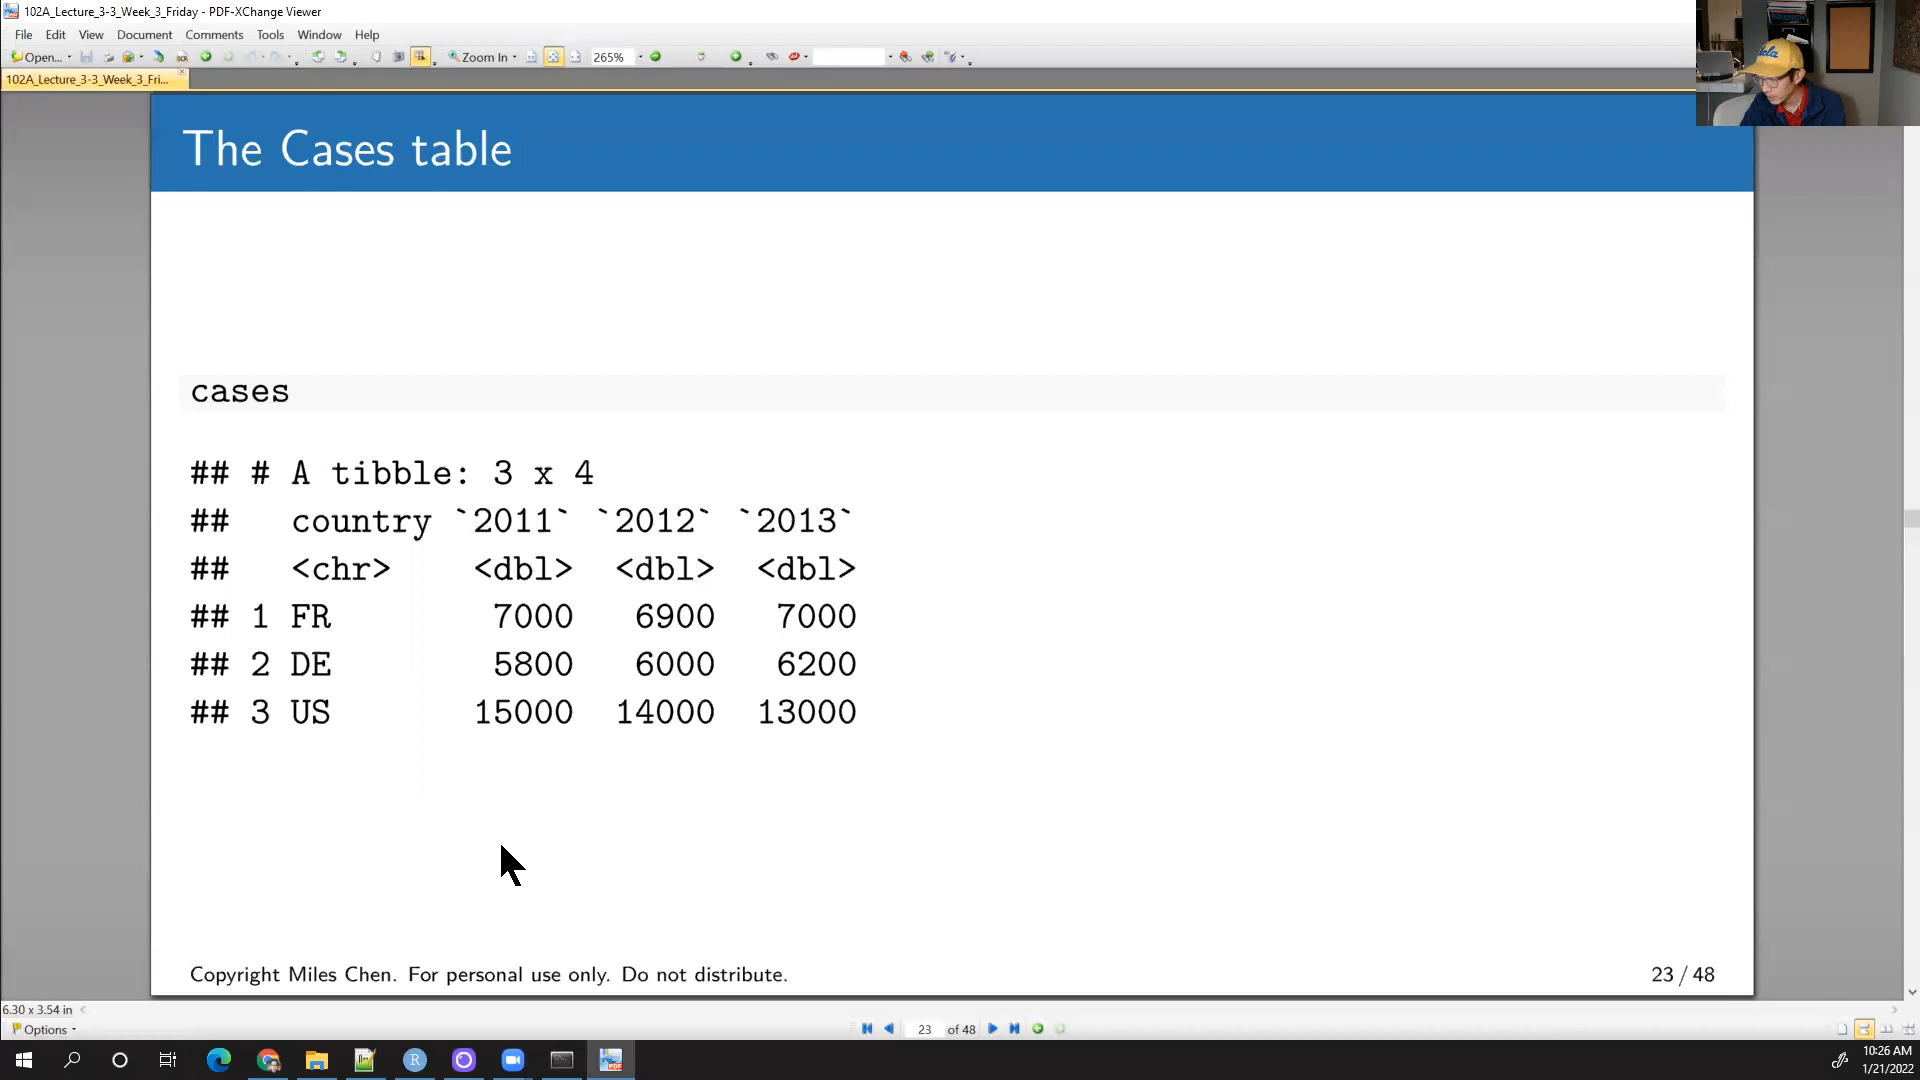 102A_Lecture_3-3_Week_3_Friday - PDF-XChange Viewer
File Edit View Document Comments Tools Window Help
Open... Zoom In 265%
102A_Lecture_3-3_Week_3_Fri...
The Cases table
cases
## # A tibble: 3 x 4
## country `2011` `2012` `2013`
## <chr> <dbl> <dbl> <dbl>
## 1 FR 7000 6900 7000
## 2 DE 5800 6000 6200
## 3 US 15000 14000 13000
Copyright Miles Chen. For personal use only. Do not distribute. 23 / 48
6.30 x 3.54 in
Options 23 of 48
10:26 AM
1/21/2022